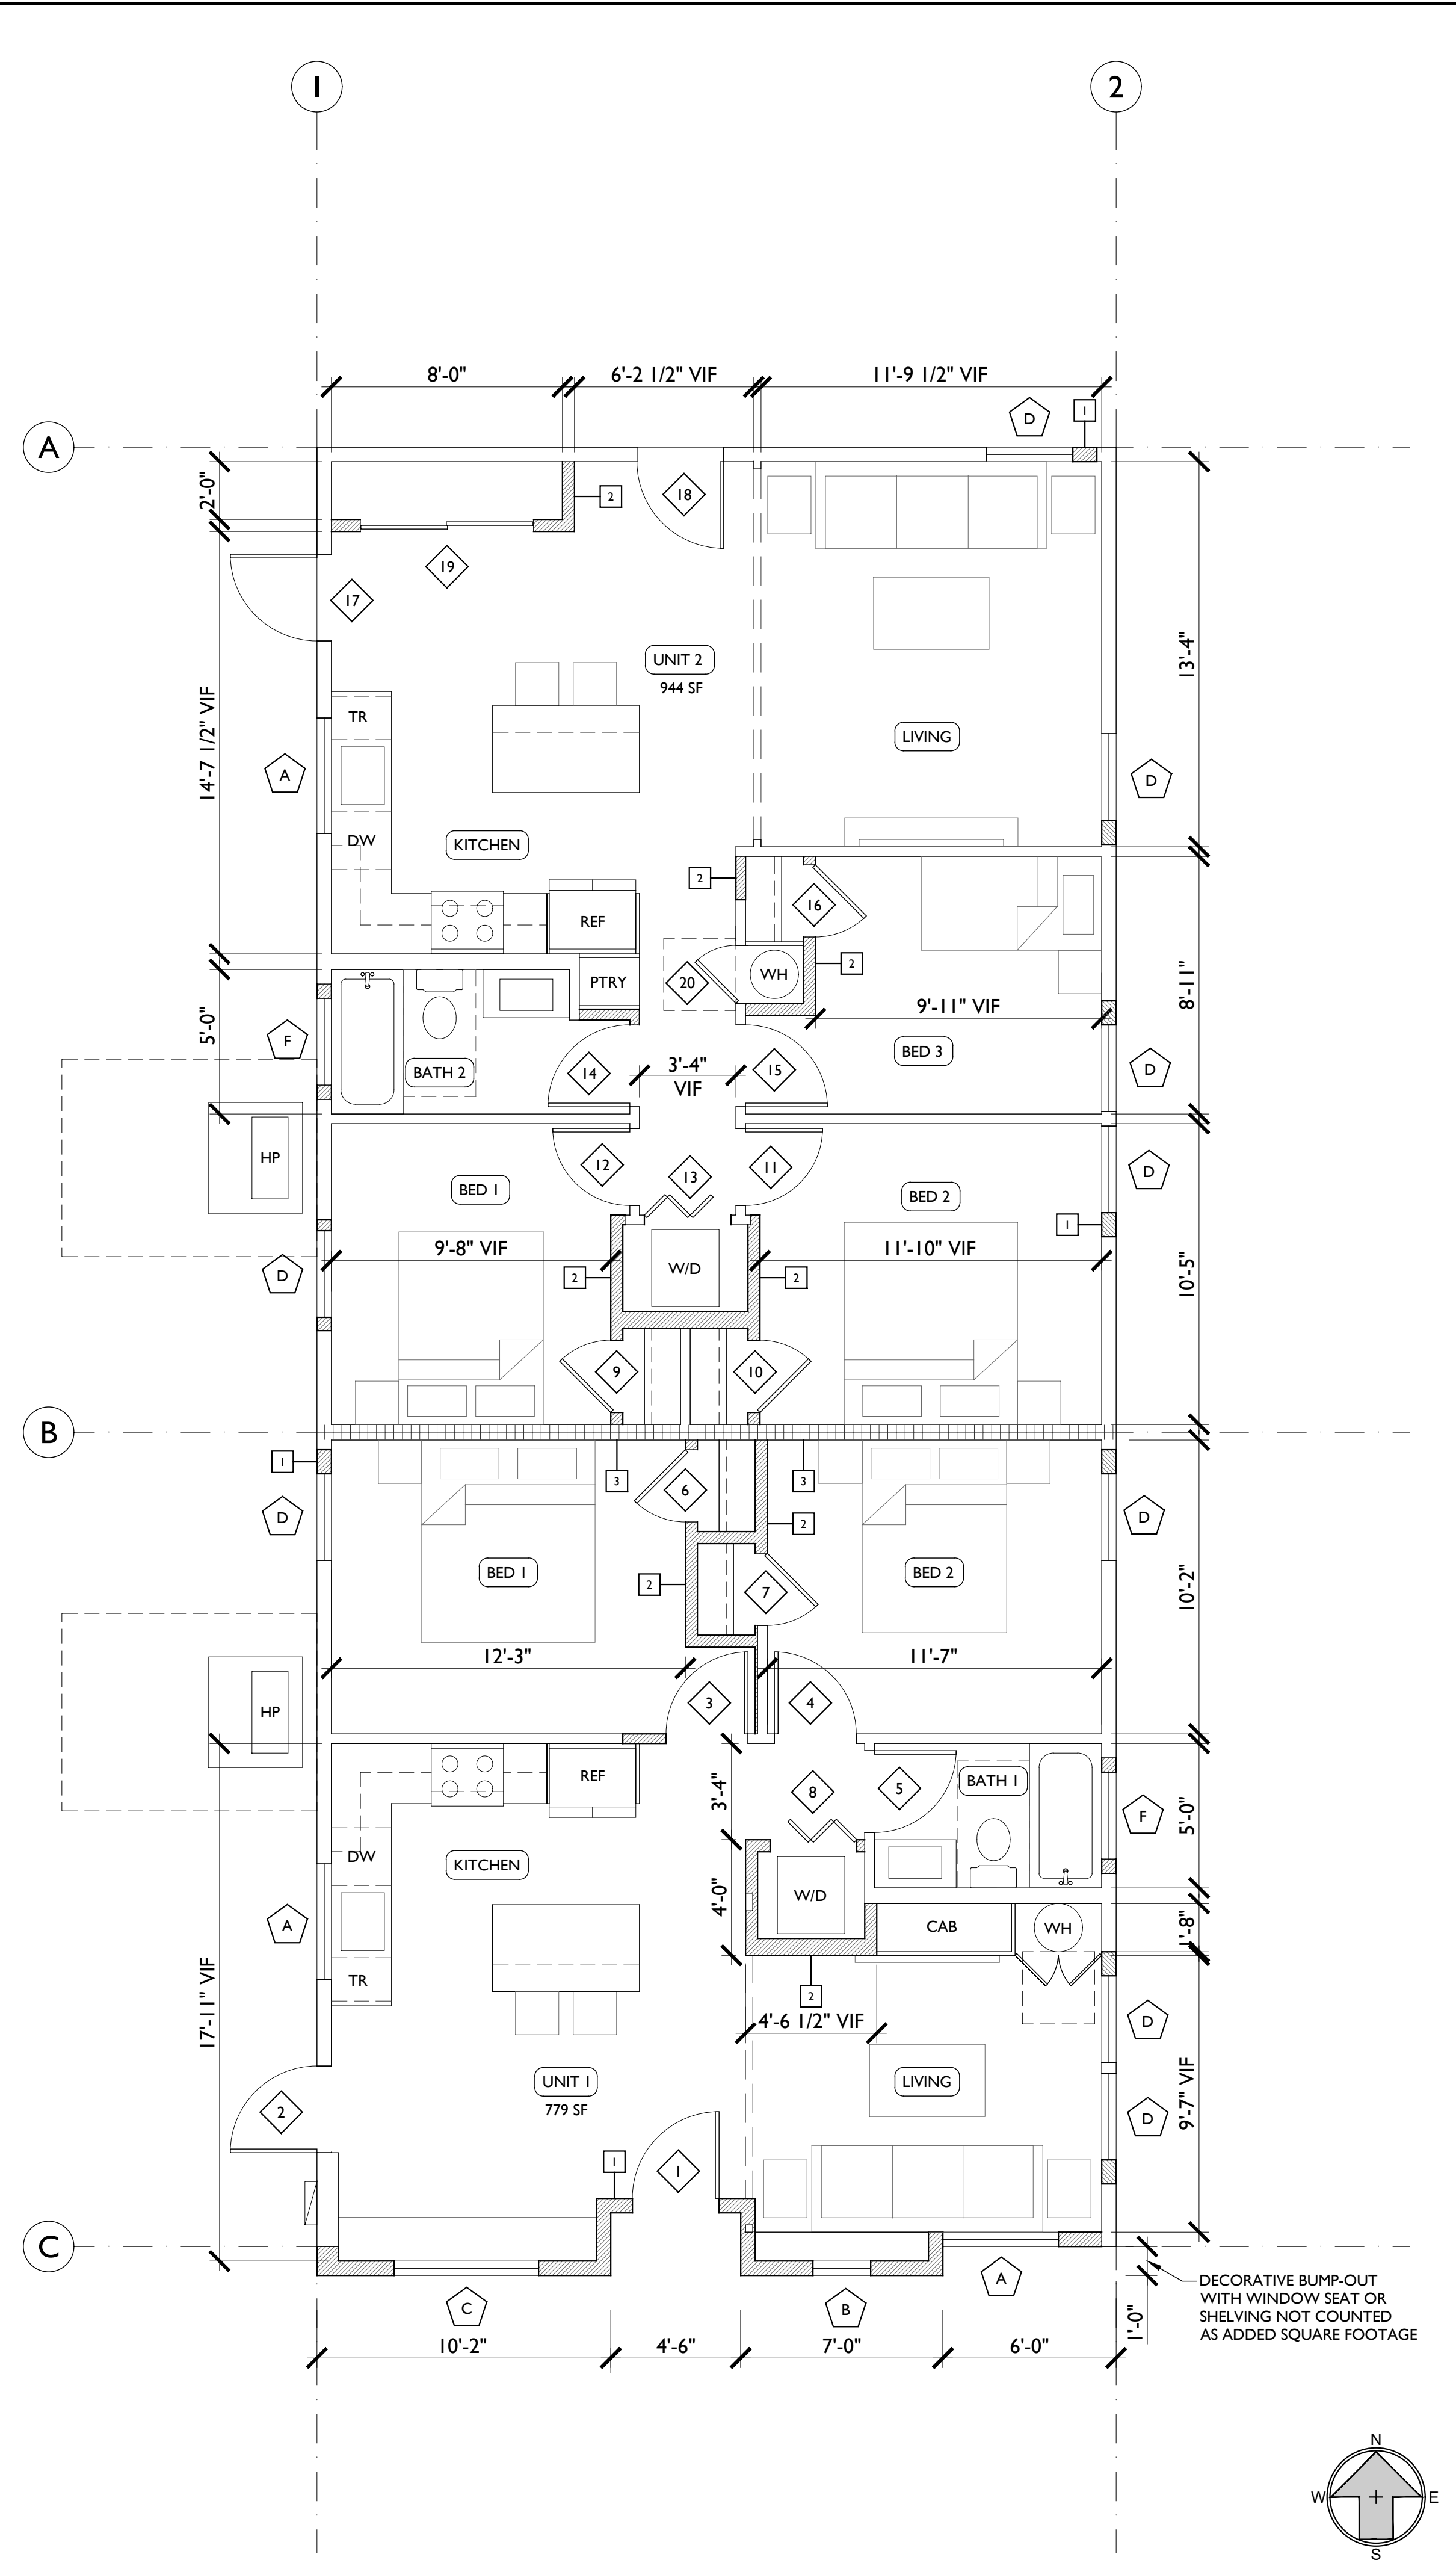 1
2
8'-0"
6'-2 1/2" VIF
11'-9 1/2" VIF
D
1
A
2'-0"
2
18
19
17
13'-4"
UNIT 2
944 SF
TR
14'-7 1/2" VIF
LIVING
A
D
DW
KITCHEN
2
16
REF
2
WH
PTRY
20
8'-11"
9'-11" VIF
5'-0"
F
BED 3
3'-4"
VIF
BATH 2
14
15
D
HP
12
13
11
D
BED 1
BED 2
1
9'-8" VIF
11'-10" VIF
W/D
D
2
2
10'-5"
9
10
B
1
3
3
6
D
2
D
BED 1
BED 2
2
7
10'-2"
12'-3"
11'-7"
HP
3
4
REF
BATH 1
3'-4"
8
5
F
5'-0"
DW
KITCHEN
W/D
4'-0"
A
CAB
WH
1'-8"
TR
17'-11" VIF
2
4'-6 1/2" VIF
D
UNIT 1
779 SF
LIVING
2
D
9'-7" VIF
1
1
C
A
DECORATIVE BUMP-OUT
WITH WINDOW SEAT OR
SHELVING NOT COUNTED
AS ADDED SQUARE FOOTAGE
C
B
1'-0"
10'-2"
4'-6"
7'-0"
6'-0"
N
W
E
S